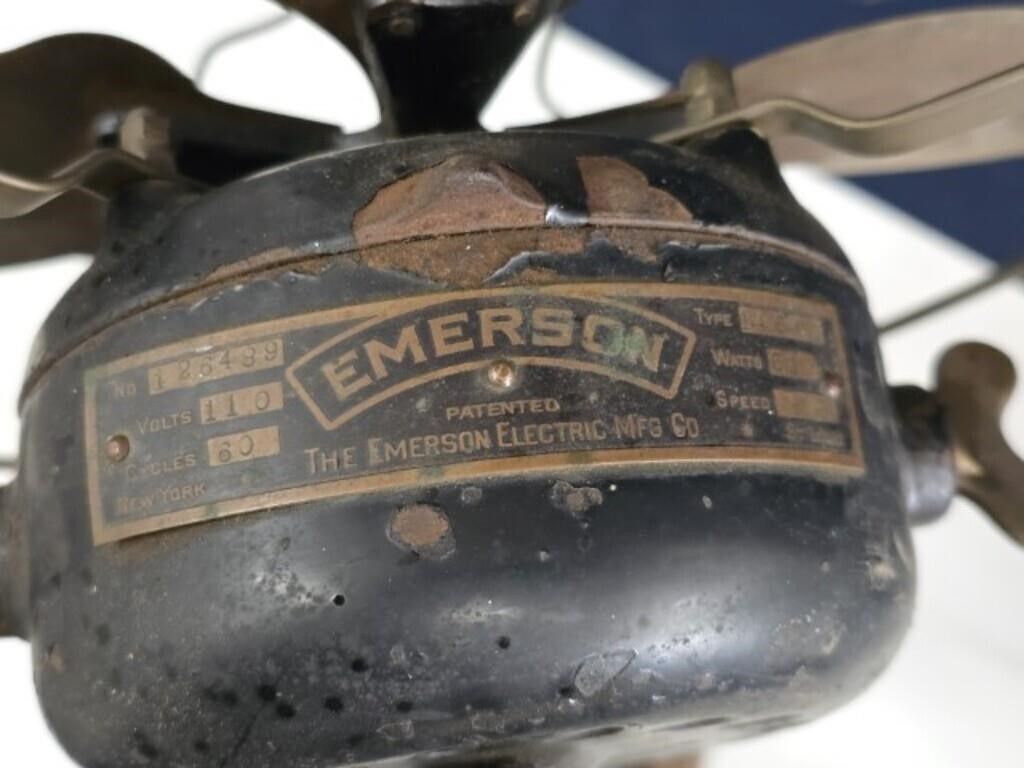 EMERSON
PATENTED
THE EMERSON ELECTRIC MFG CO
No 126489
VOLTS 110
CYCLES 60
NEW YORK
TYPE
WATTS
SPEED